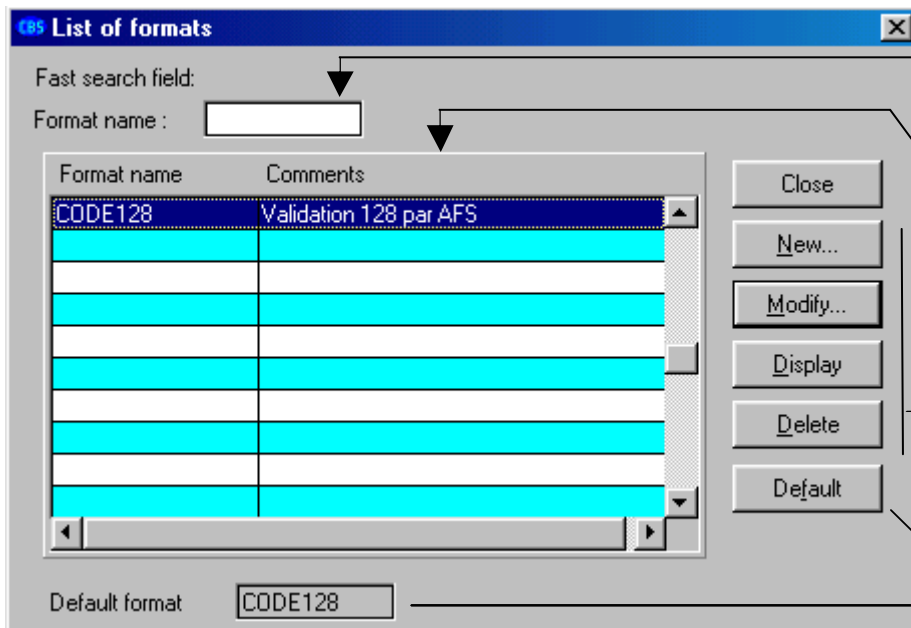 CBS List of formats
Fast search field:
Format name :
Format name Comments
CODE128 Validation 128 par AFS
Close
New...
Modify...
Display
Delete
Default
Default format CODE128